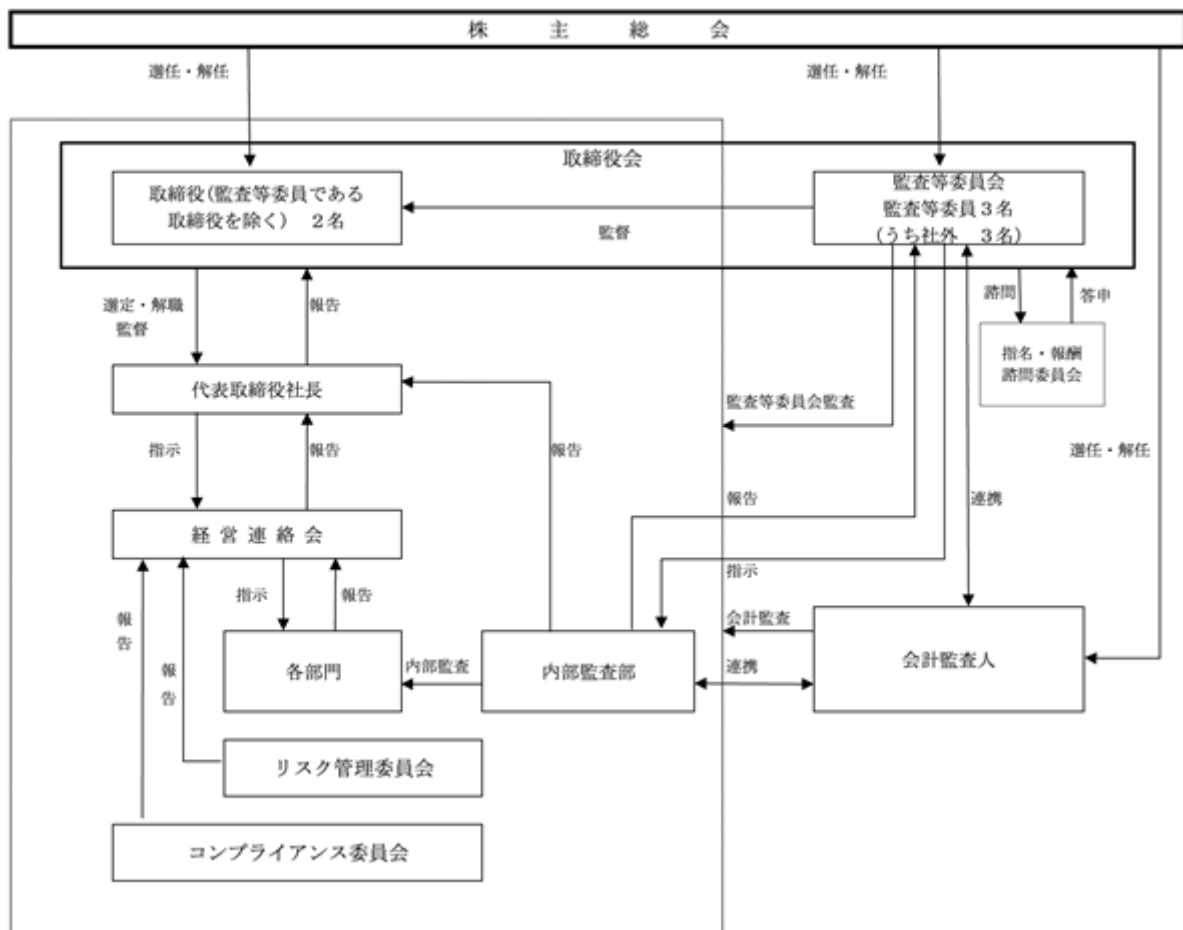 株 主 総 会
選任・解任
選任・解任
取締役会
取締役(監査等委員である
取締役を除く) 2名
監査等委員会
監査等委員3名
(うち社外 3名)
監督
選定・解職
監督
報告
諮問
答申
指名・報酬
諮問委員会
代表取締役社長
監査等委員会監査
指示
報告
報告
選任・解任
報告
連携
経 営 連 絡 会
指示
報告
指示
報
告
会計監査
報
告
各部門
内部監査
内部監査部
連携
会計監査人
リスク管理委員会
コンプライアンス委員会